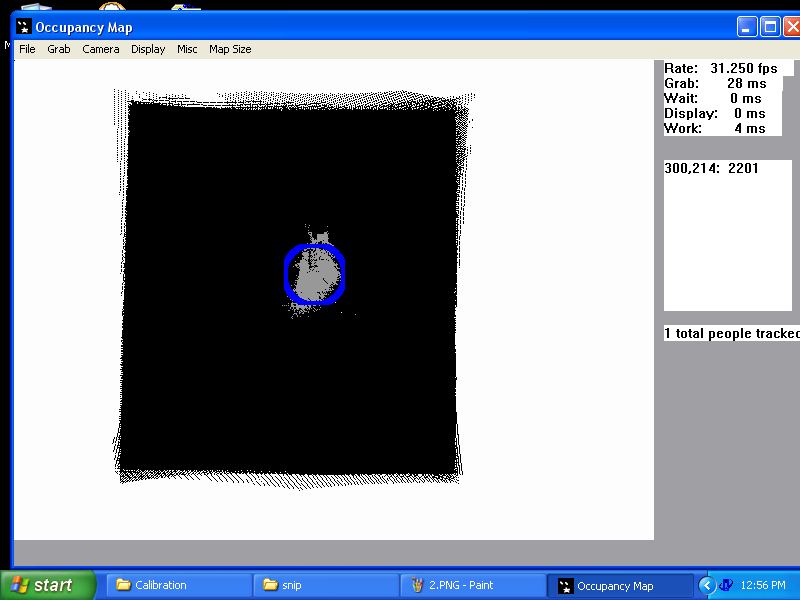 Occupancy Map
File Grab Camera Display Misc Map Size
Rate: 31.250 fps
Grab: 28 ms
Wait: 0 ms
Display: 0 ms
Work: 4 ms
300,214: 2201
1 total people tracked
start Calibration snip 2.PNG - Paint Occupancy Map 12:56 PM